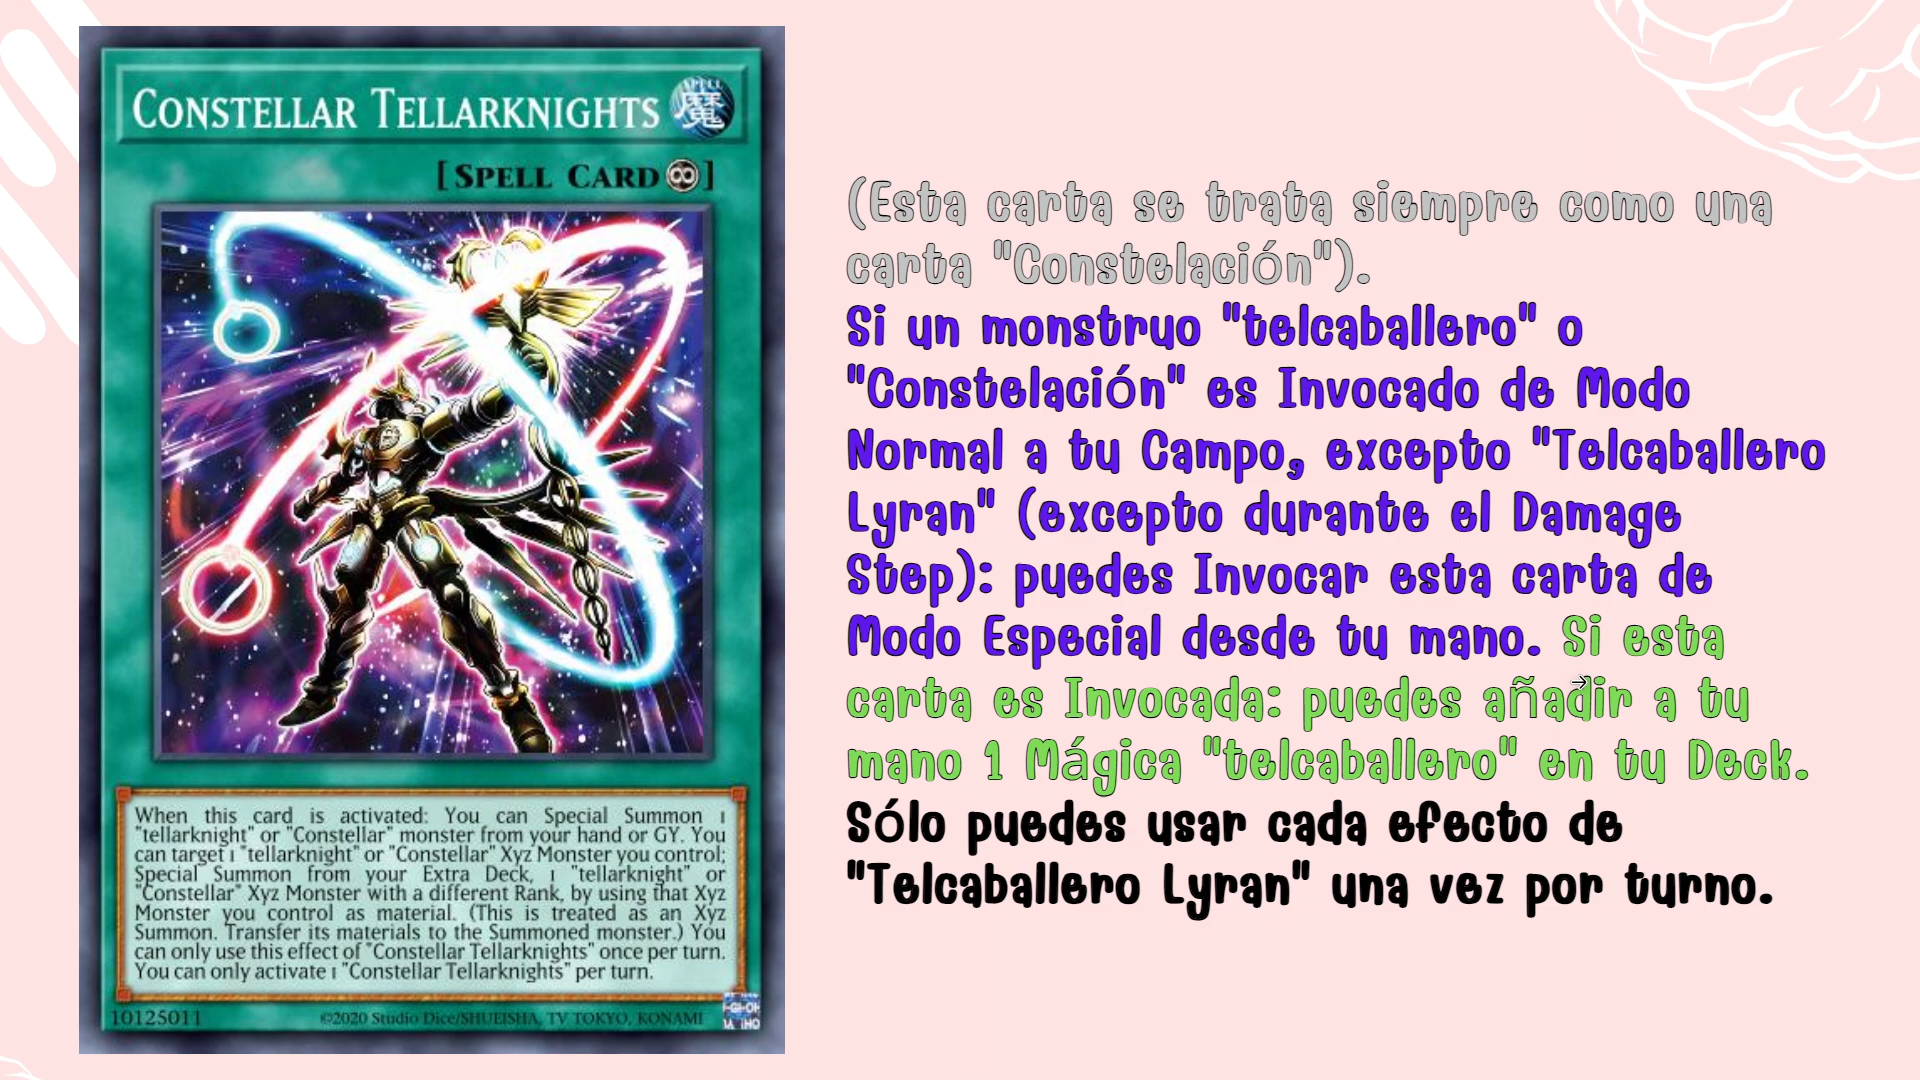 CONSTELLAR TELLARKNIGHTS
SPELL
魔
[SPELL CARD]
When this card is activated: You can Special Summon 1
"tellarknight" or "Constellar" monster from your hand or GY. You
can target 1 "tellarknight" or "Constellar" Xyz Monster you control;
Special Summon from your Extra Deck, 1 "tellarknight" or
"Constellar" Xyz Monster with a different Rank, by using that Xyz
Monster you control as material. (This is treated as an Xyz
Summon. Transfer its materials to the Summoned monster.) You
can only use this effect of "Constellar Tellarknights" once per turn.
You can only activate 1 "Constellar Tellarknights" per turn.
10125011
©2020 Studio Dice/SHUEISHA, TV TOKYO, KONAMI
(Esta carta se trata siempre como una
carta "Constelación").
Si un monstruo "telcaballero" o
"Constelación" es Invocado de Modo
Normal a tu Campo, excepto "Telcaballero
Lyran" (excepto durante el Damage
Step): puedes Invocar esta carta de
Modo Especial desde tu mano. Si esta
carta es Invocada: puedes añadir a tu
mano 1 Mágica "telcaballero" en tu Deck.
Sólo puedes usar cada efecto de
"Telcaballero Lyran" una vez por turno.